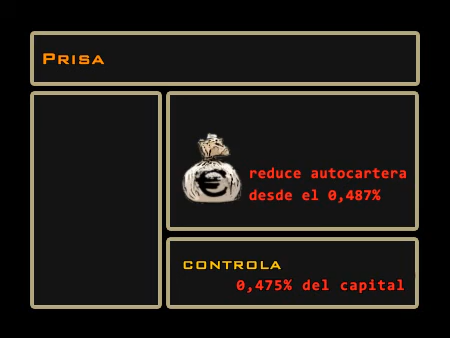 Prisa
reduce autocartera
desde el 0,487%
CONTROLA
0,475% del capital